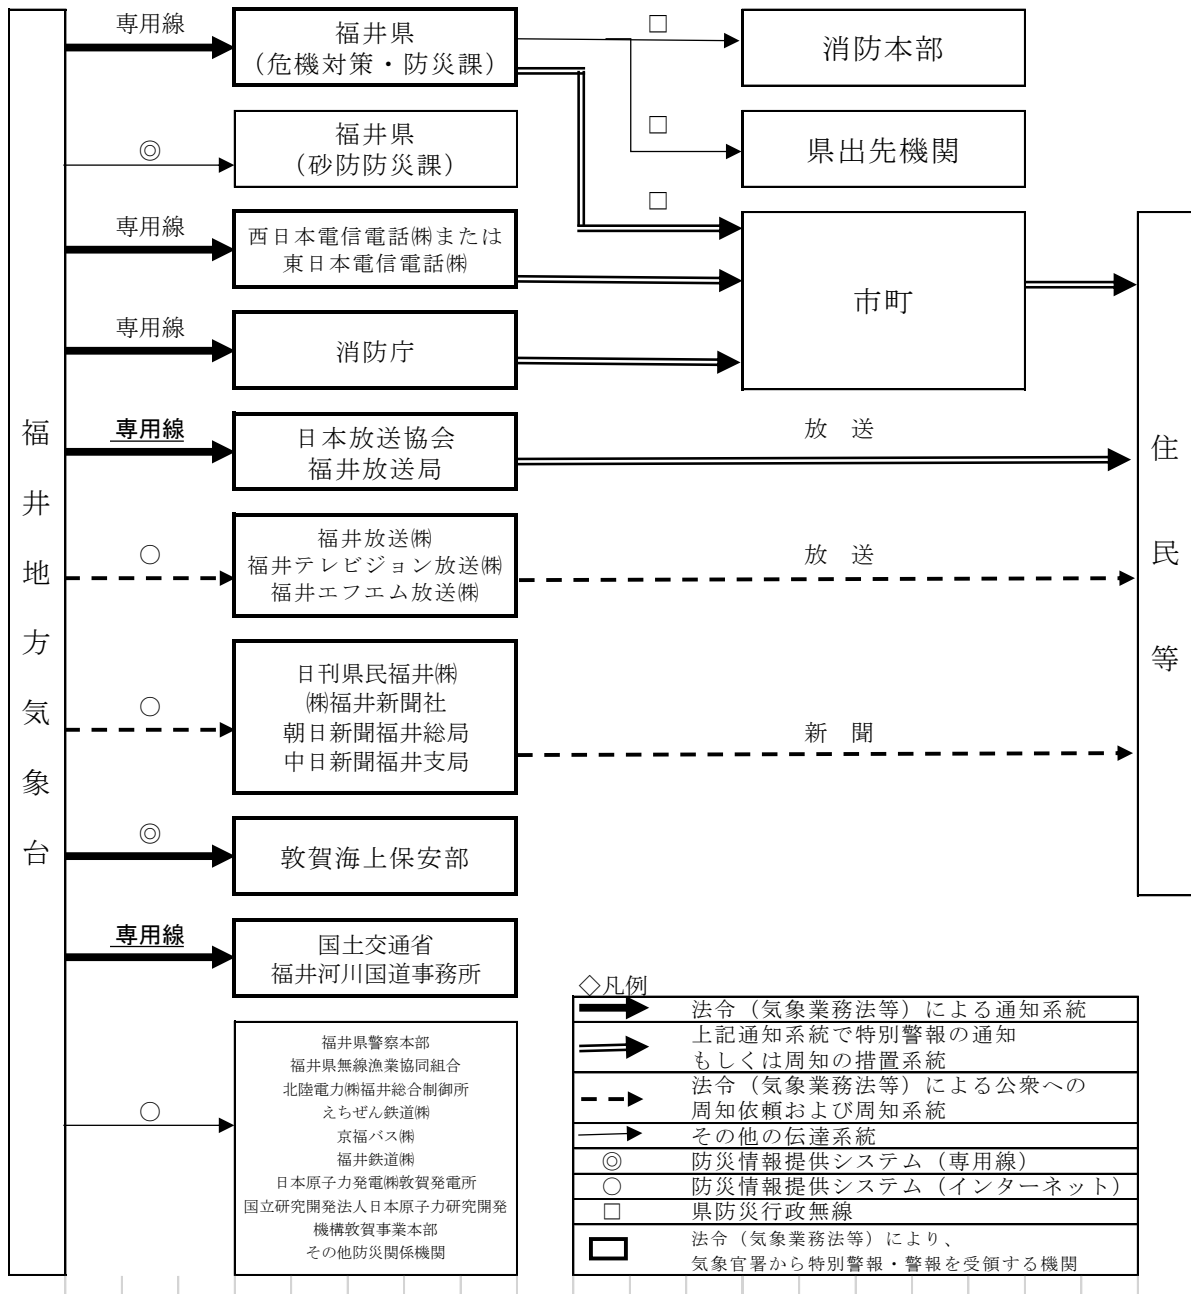 福井地方気象台
専用線
福井県
（危機対策・防災課）
□
消防本部
□
県出先機関
◎
福井県
（砂防防災課）
□
専用線
西日本電信電話㈱または
東日本電信電話㈱
市町
専用線
消防庁
専用線
日本放送協会
福井放送局
放　送
住民等
○
福井放送㈱
福井テレビジョン放送㈱
福井エフエム放送㈱
放　送
○
日刊県民福井㈱
㈱福井新聞社
朝日新聞福井総局
中日新聞福井支局
新　聞
◎
敦賀海上保安部
専用線
国土交通省
福井河川国道事務所
○
福井県警察本部
福井県無線漁業協同組合
北陸電力㈱福井総合制御所
えちぜん鉄道㈱
京福バス㈱
福井鉄道㈱
日本原子力発電㈱敦賀発電所
国立研究開発法人日本原子力研究開発
機構敦賀事業本部
その他防災関係機関
◇凡例
法令（気象業務法等）による通知系統
上記通知系統で特別警報の通知
もしくは周知の措置系統
法令（気象業務法等）による公衆への
周知依頼および周知系統
その他の伝達系統
◎　防災情報提供システム（専用線）
○　防災情報提供システム（インターネット）
□　県防災行政無線
法令（気象業務法等）により、
気象官署から特別警報・警報を受領する機関